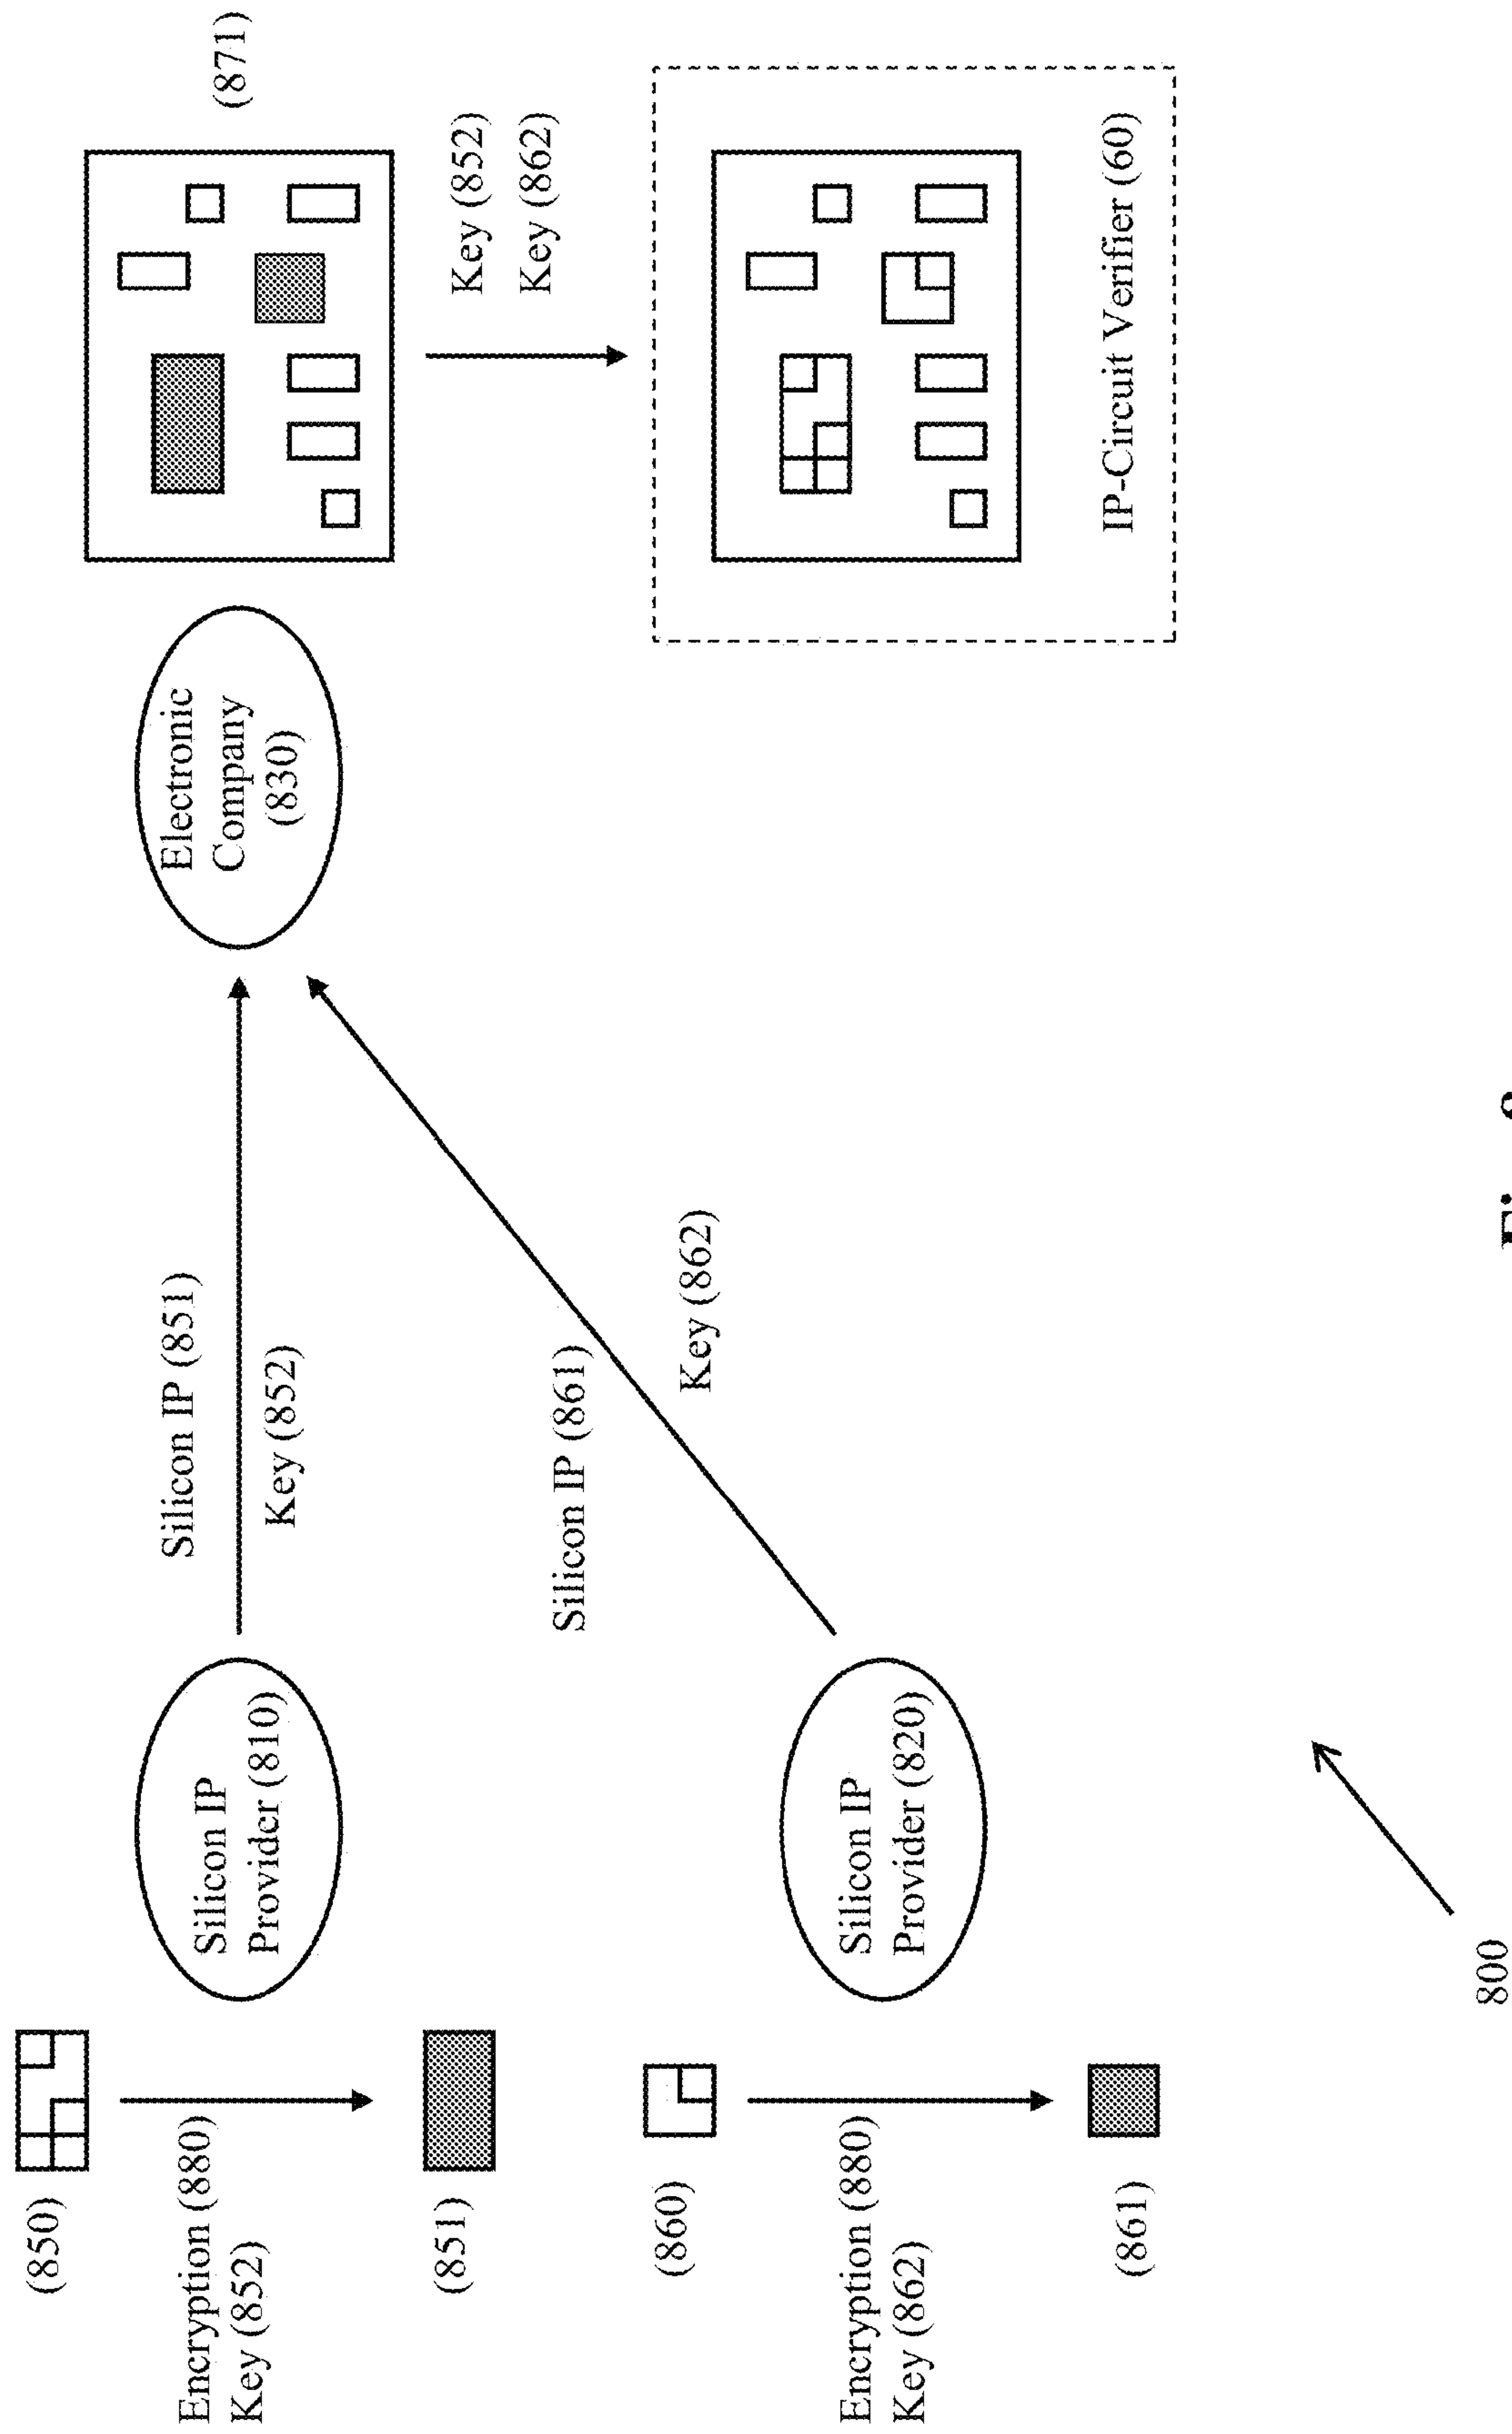 (850)
Encryption (880)
Key (852)
(851)
Silicon IP
Provider (810)
Silicon IP (851)
Key (852)
Electronic
Company
(830)
(871)
Key (852)
Key (862)
(860)
Encryption (880)
Key (862)
(861)
Silicon IP
Provider (820)
Silicon IP (861)
Key (862)
IP-Circuit Verifier (60)
800